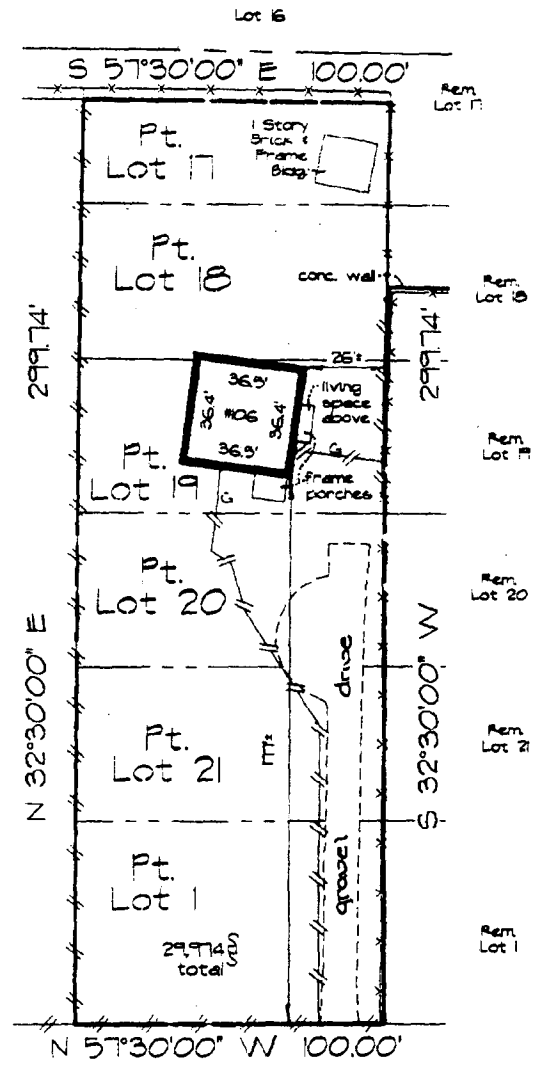 Lot 16
S 57°30'00" E 100.00'
Rem
Lot 17
Pt.
Lot 17
1 Story
Brick &
Frame
Bldg.
Pt.
Lot 18
conc. wall
Rem
Lot 18
299.74'
299.74'
26'±
36.5'
36.4'
#106
36.4'
36.5'
living
space
above
G
Rem
Lot 19
Pt.
Lot 19
G
frame
porches
Pt.
Lot 20
Rem
Lot 20
N 32°30'00" E
drive
S 32°30'00" W
Pt.
Lot 21
Rem
Lot 21
Pt.
Lot 1
gravel
29,974
total
Rem
Lot 1
N 57°30'00" W 100.00'